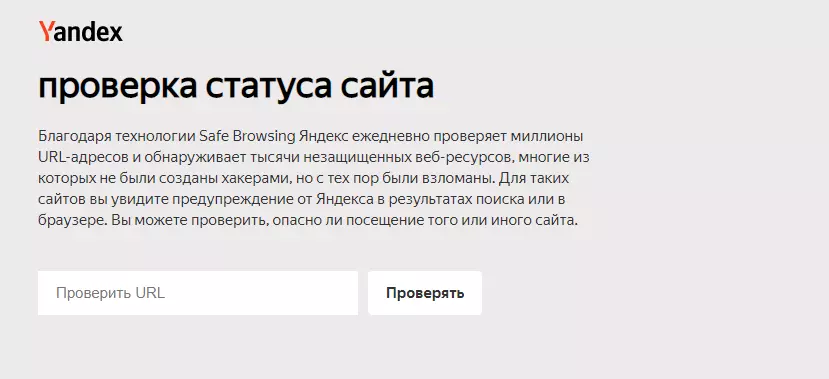 Yandex
проверка статуса сайта
Благодаря технологии Safe Browsing Яндекс ежедневно проверяет миллионы
URL-адресов и обнаруживает тысячи незащищенных веб-ресурсов, многие из
которых не были созданы хакерами, но с тех пор были взломаны. Для таких
сайтов вы увидите предупреждение от Яндекса в результатах поиска или в
браузере. Вы можете проверить, опасно ли посещение того или иного сайта.
Проверить URL
Проверять